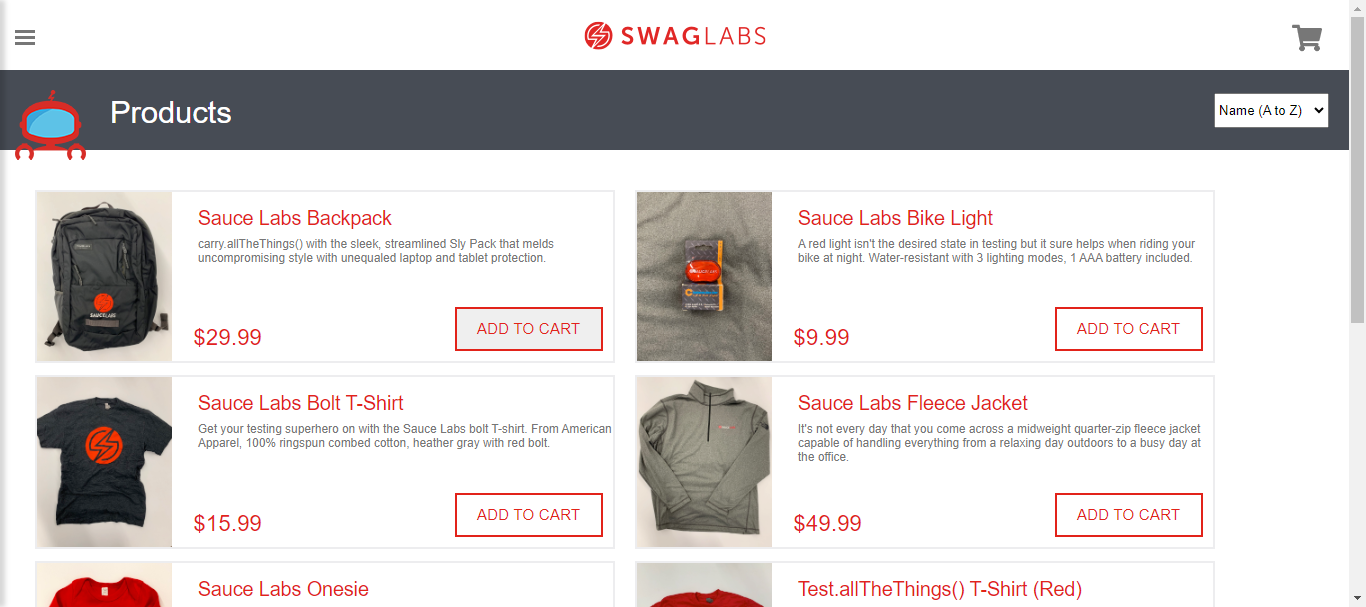 SWAGLABS
Products
Name (A to Z)
Sauce Labs Backpack
carry.allTheThings() with the sleek, streamlined Sly Pack that melds
uncompromising style with unequaled laptop and tablet protection.
$29.99
ADD TO CART
SAUCELABS
Sauce Labs Bike Light
A red light isn't the desired state in testing but it sure helps when riding your
bike at night. Water-resistant with 3 lighting modes, 1 AAA battery included.
$9.99
ADD TO CART
Sauce Labs Bolt T-Shirt
Get your testing superhero on with the Sauce Labs bolt T-shirt. From American
Apparel, 100% ringspun combed cotton, heather gray with red bolt.
$15.99
ADD TO CART
Sauce Labs Fleece Jacket
It's not every day that you come across a midweight quarter-zip fleece jacket
capable of handling everything from a relaxing day outdoors to a busy day at
the office.
$49.99
ADD TO CART
Sauce Labs Onesie
Test.allTheThings() T-Shirt (Red)